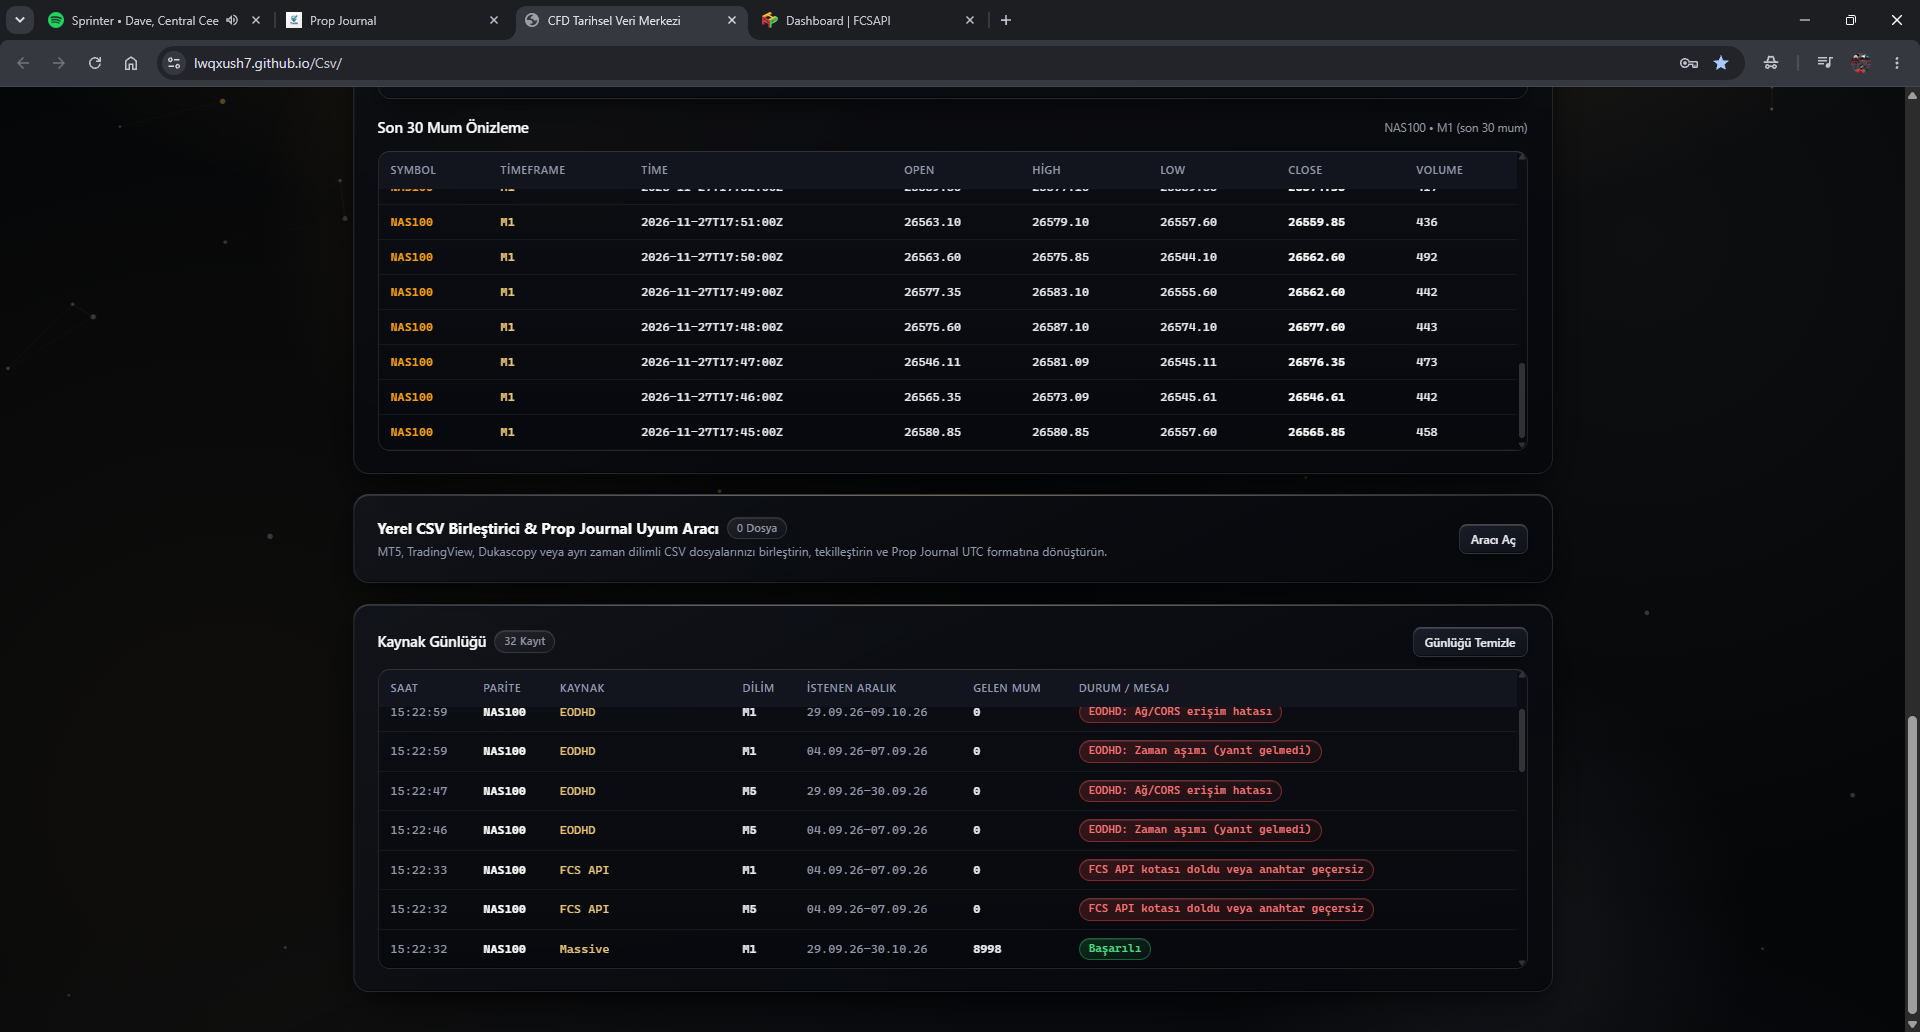 Sprinter • Dave, Central Cee
Prop Journal
CFD Tarihsel Veri Merkezi
Dashboard | FCSAPI
lwqxush7.github.io/Csv/
Son 30 Mum Önizleme
NAS100 • M1 (son 30 mum)
SYMBOL TİMEFRAME TİME OPEN HİGH LOW CLOSE VOLUME
NAS100 M1 2026-11-27T17:51:00Z 26563.10 26579.10 26557.60 26559.85 436
NAS100 M1 2026-11-27T17:50:00Z 26563.60 26575.85 26544.10 26562.60 492
NAS100 M1 2026-11-27T17:49:00Z 26577.35 26583.10 26555.60 26562.60 442
NAS100 M1 2026-11-27T17:48:00Z 26575.60 26587.10 26574.10 26577.60 443
NAS100 M1 2026-11-27T17:47:00Z 26546.11 26581.09 26545.11 26576.35 473
NAS100 M1 2026-11-27T17:46:00Z 26565.35 26573.09 26545.61 26546.61 442
NAS100 M1 2026-11-27T17:45:00Z 26580.85 26580.85 26557.60 26565.85 458
Yerel CSV Birleştirici & Prop Journal Uyum Aracı 0 Dosya
MT5, TradingView, Dukascopy veya ayrı zaman dilimli CSV dosyalarınızı birleştirin, tekilleştirin ve Prop Journal UTC formatına dönüştürün.
Aracı Aç
Kaynak Günlüğü 32 Kayıt
Günlüğü Temizle
SAAT PARİTE KAYNAK DİLİM İSTENEN ARALIK GELEN MUM DURUM / MESAJ
15:22:59 NAS100 EODHD M1 29.09.26–09.10.26 0 EODHD: Ağ/CORS erişim hatası
15:22:59 NAS100 EODHD M1 04.09.26–07.09.26 0 EODHD: Zaman aşımı (yanıt gelmedi)
15:22:47 NAS100 EODHD M5 29.09.26–30.09.26 0 EODHD: Ağ/CORS erişim hatası
15:22:46 NAS100 EODHD M5 04.09.26–07.09.26 0 EODHD: Zaman aşımı (yanıt gelmedi)
15:22:33 NAS100 FCS API M1 04.09.26–07.09.26 0 FCS API kotası doldu veya anahtar geçersiz
15:22:32 NAS100 FCS API M5 04.09.26–07.09.26 0 FCS API kotası doldu veya anahtar geçersiz
15:22:32 NAS100 Massive M1 29.09.26–30.10.26 8998 Başarılı